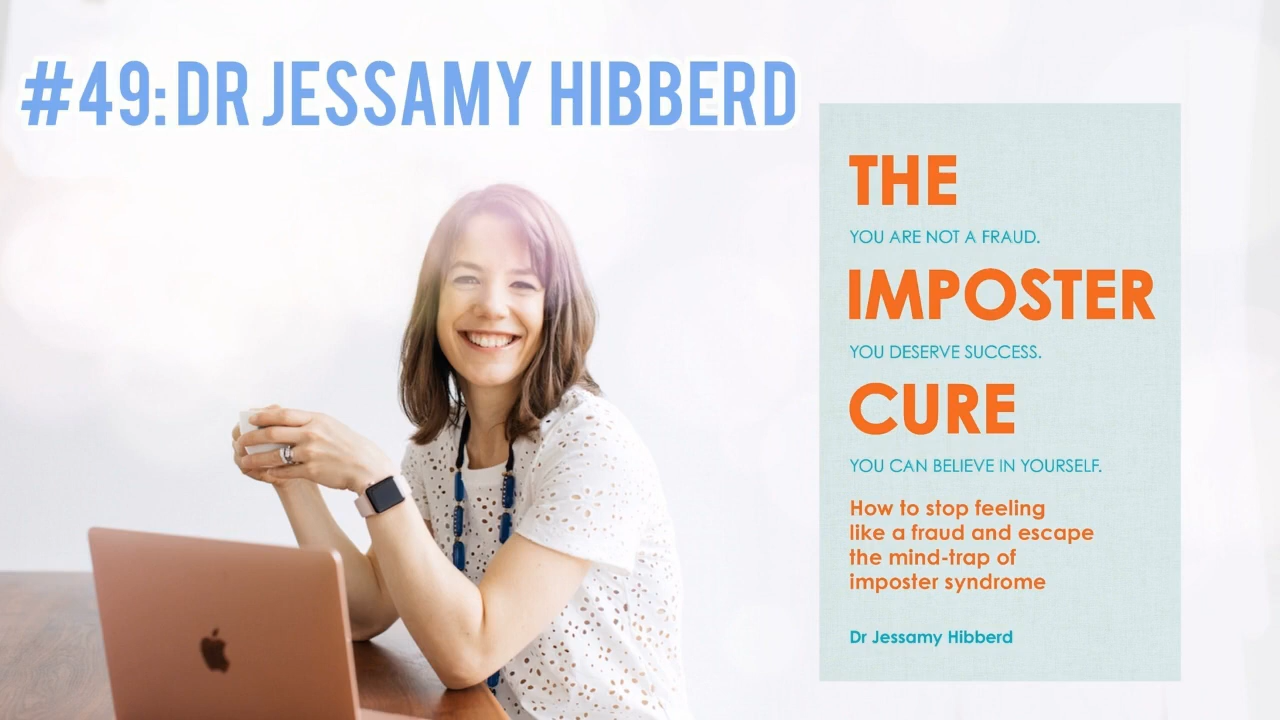 #49: DR JESSAMY HIBBERD
THE
YOU ARE NOT A FRAUD.
IMPOSTER
YOU DESERVE SUCCESS.
CURE
YOU CAN BELIEVE IN YOURSELF.
How to stop feeling
like a fraud and escape
the mind-trap of
imposter syndrome
Dr Jessamy Hibberd